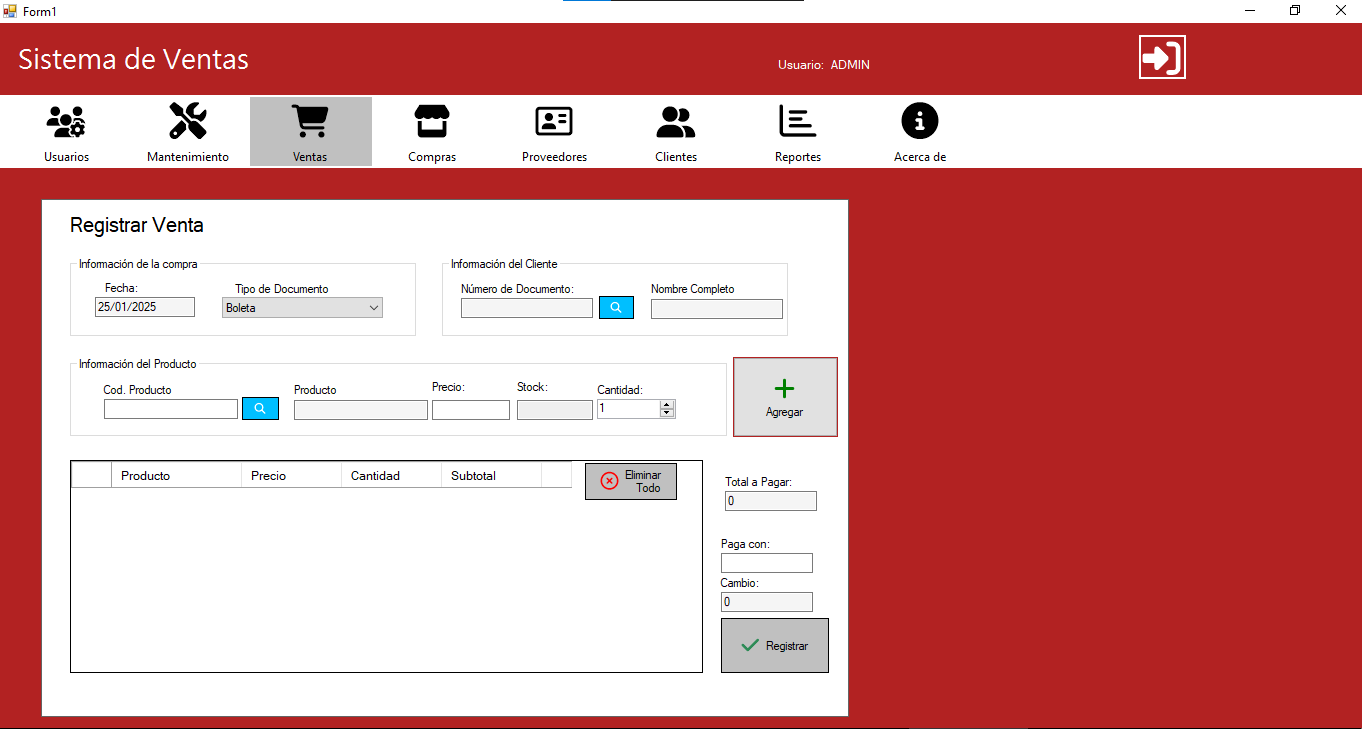 Form1
Sistema de Ventas
Usuario: ADMIN
Usuarios
Mantenimiento
Ventas
Compras
Proveedores
Clientes
Reportes
Acerca de
Registrar Venta
Información de la compra
Fecha:
25/01/2025
Tipo de Documento
Boleta
Información del Cliente
Número de Documento:
Nombre Completo
Información del Producto
Cod. Producto
Producto
Precio:
Stock:
Cantidad:
1
Agregar
Producto Precio Cantidad Subtotal
Eliminar
Todo
Total a Pagar:
0
Paga con:
Cambio:
0
Registrar